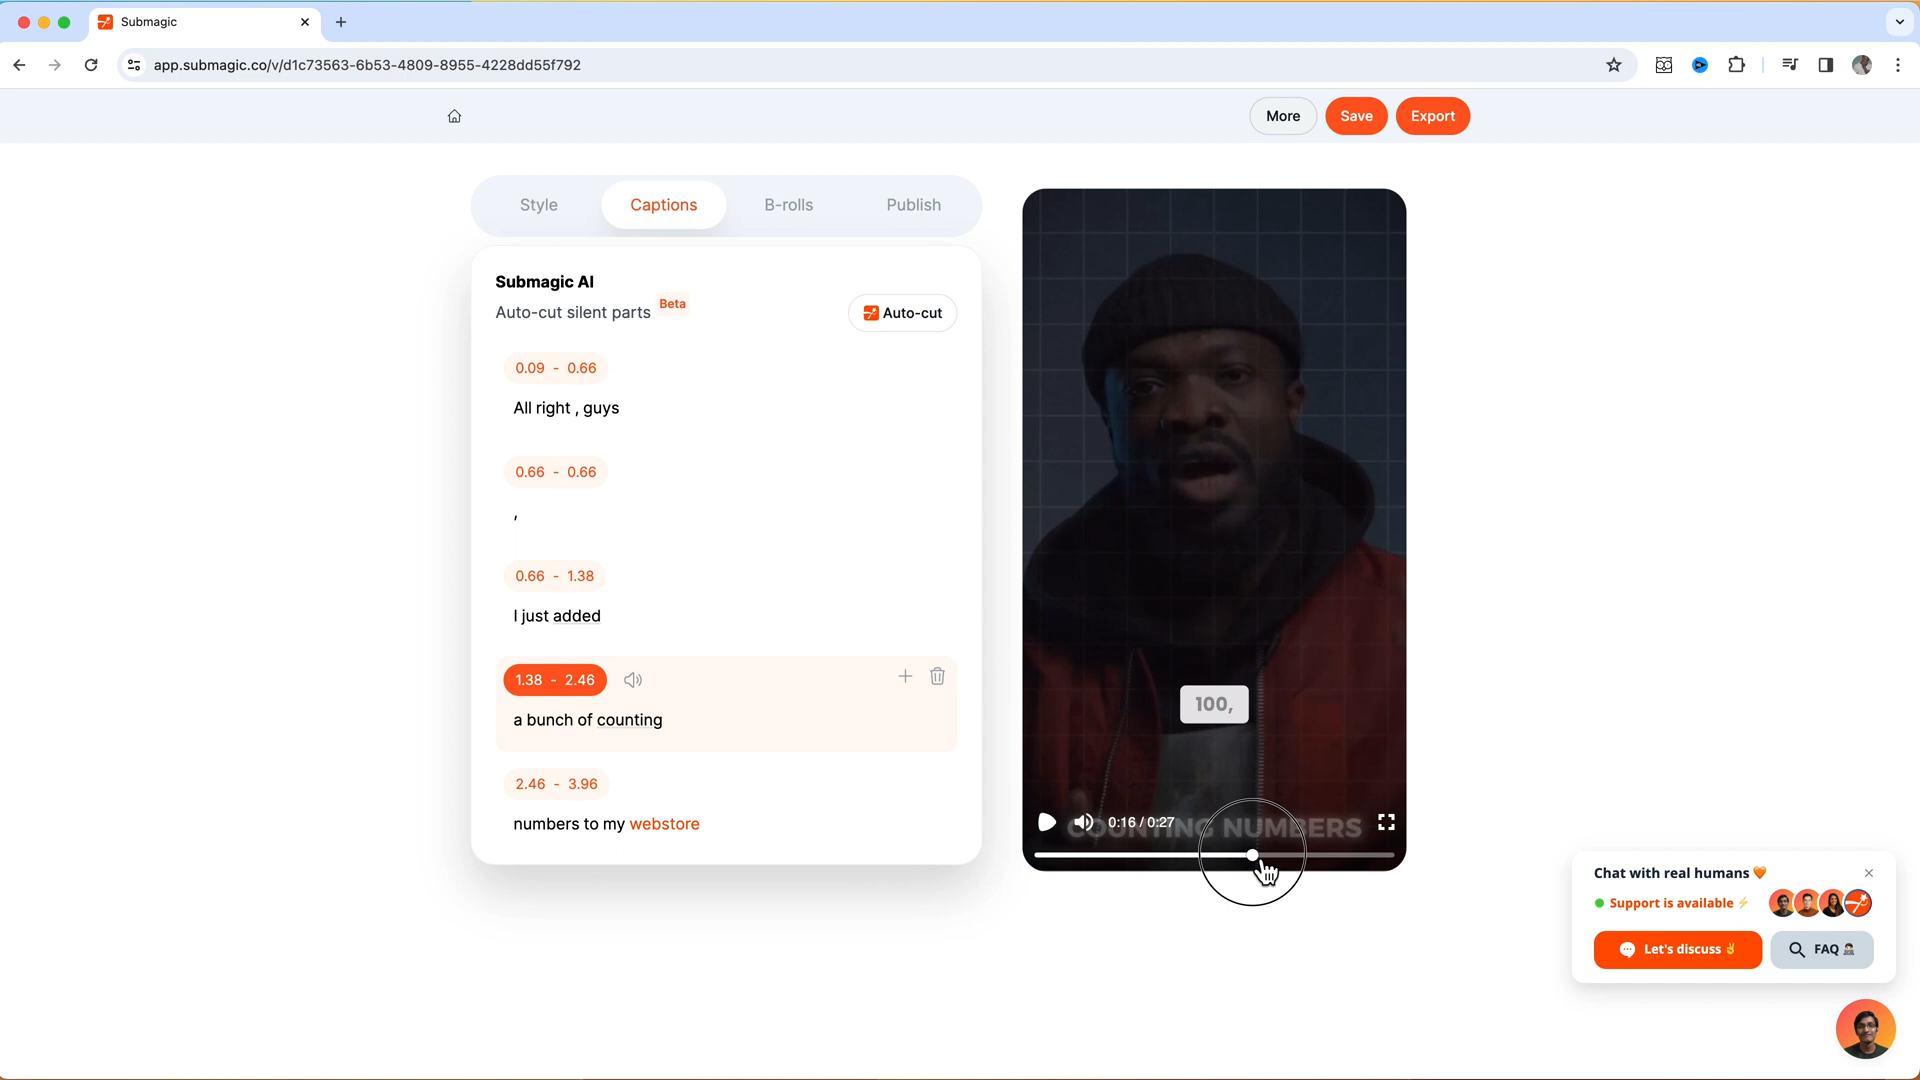 Submagic
app.submagic.co/v/d1c73563-6b53-4809-8955-4228dd55f792
More
Save
Export
Style
Captions
B-rolls
Publish
Submagic AI
Auto-cut silent parts
Beta
Auto-cut
0.09 - 0.66
All right , guys
0.66 - 0.66
,
0.66 - 1.38
I just added
1.38 - 2.46
a bunch of counting
2.46 - 3.96
numbers to my webstore
100,
COUNTING NUMBERS
0:16 / 0:27
Chat with real humans 🧡
Support is available ⚡
Let's discuss ✌
FAQ